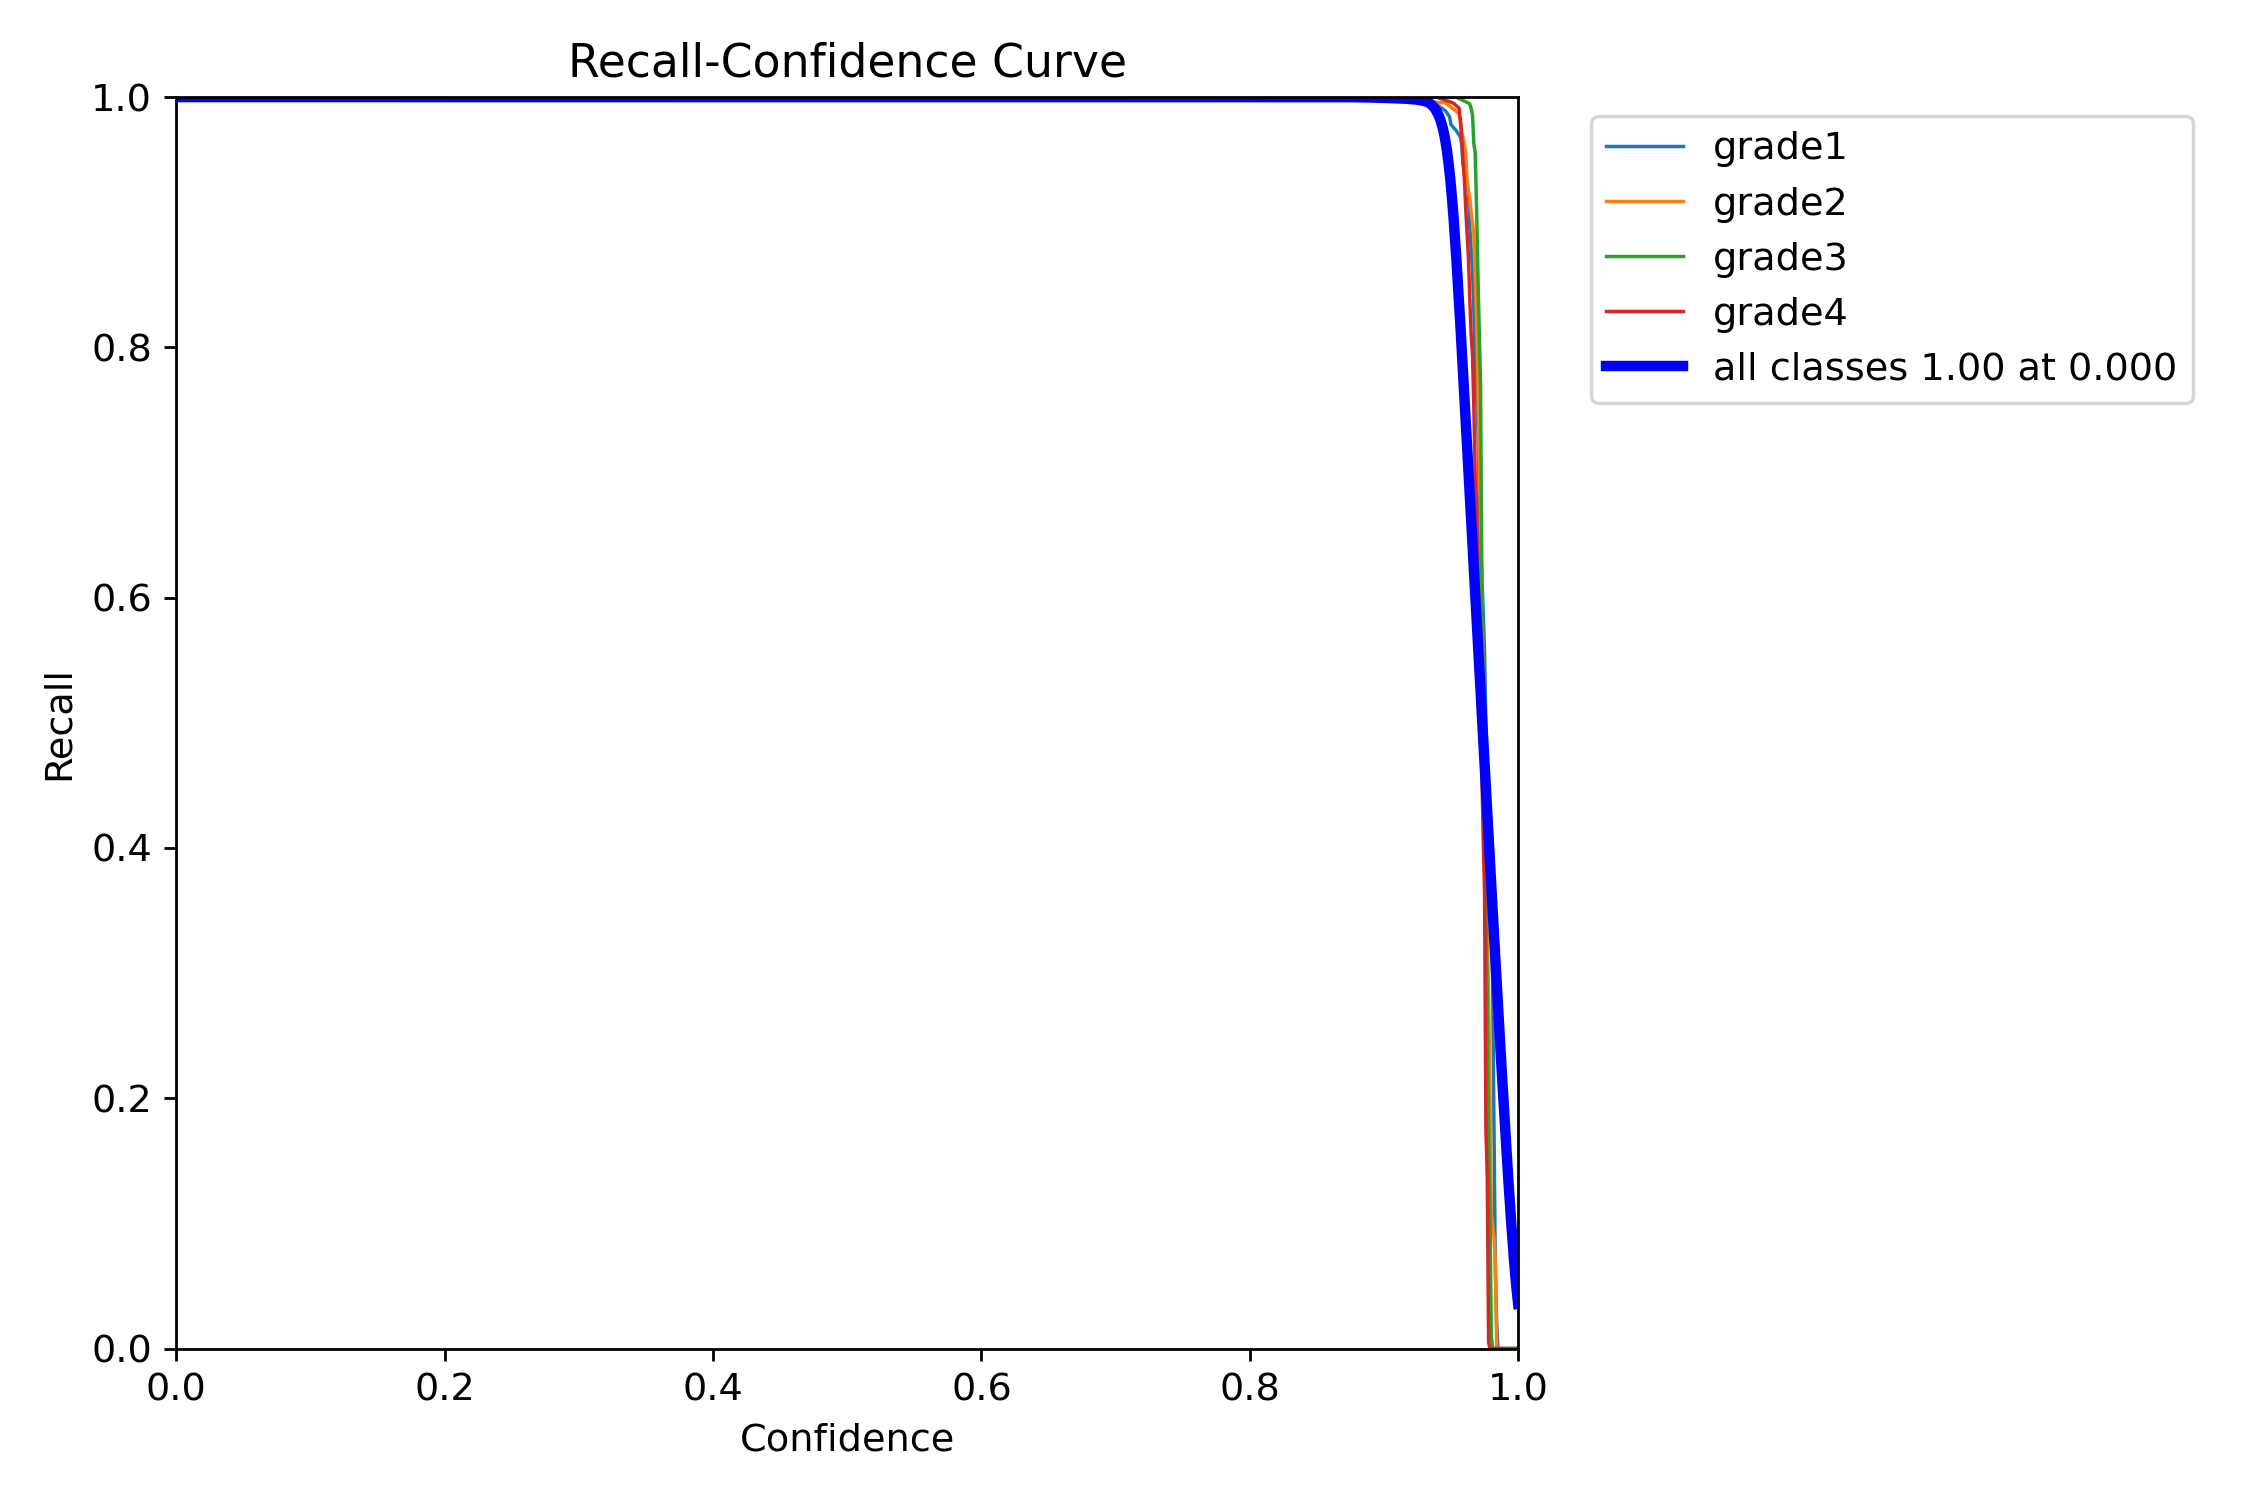 Recall-Confidence Curve
1.0
0.8
0.6
0.4
0.2
0.0
Recall
0.0 0.2 0.4 0.6 0.8 1.0
Confidence
grade1
grade2
grade3
grade4
all classes 1.00 at 0.000